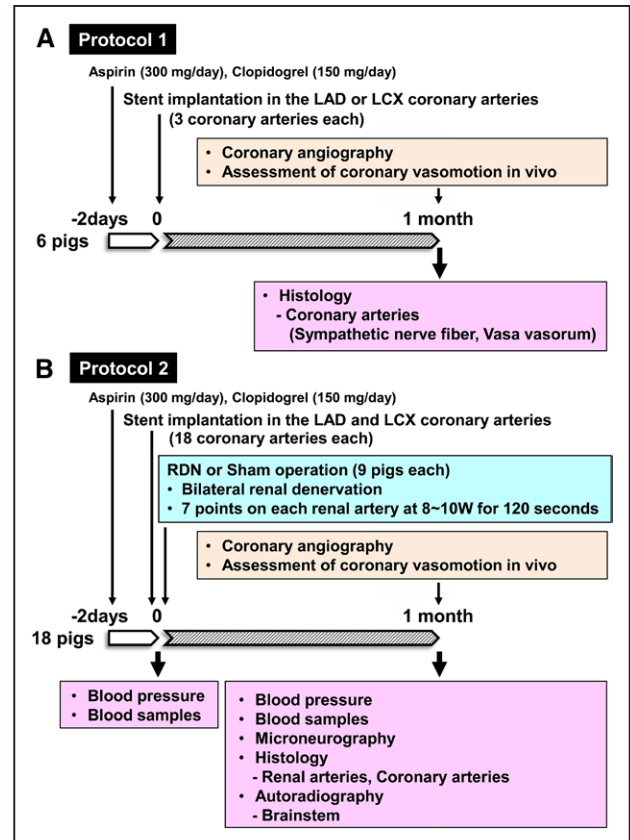 A Protocol 1
Aspirin (300 mg/day), Clopidogrel (150 mg/day)
Stent implantation in the LAD or LCX coronary arteries
(3 coronary arteries each)
• Coronary angiography
• Assessment of coronary vasomotion in vivo
-2days 0 1 month
6 pigs
• Histology
- Coronary arteries
(Sympathetic nerve fiber, Vasa vasorum)
B Protocol 2
Aspirin (300 mg/day), Clopidogrel (150 mg/day)
Stent implantation in the LAD and LCX coronary arteries
(18 coronary arteries each)
RDN or Sham operation (9 pigs each)
• Bilateral renal denervation
• 7 points on each renal artery at 8~10W for 120 seconds
• Coronary angiography
• Assessment of coronary vasomotion in vivo
-2days 0 1 month
18 pigs
• Blood pressure
• Blood samples
• Blood pressure
• Blood samples
• Microneurography
• Histology
- Renal arteries, Coronary arteries
• Autoradiography
- Brainstem